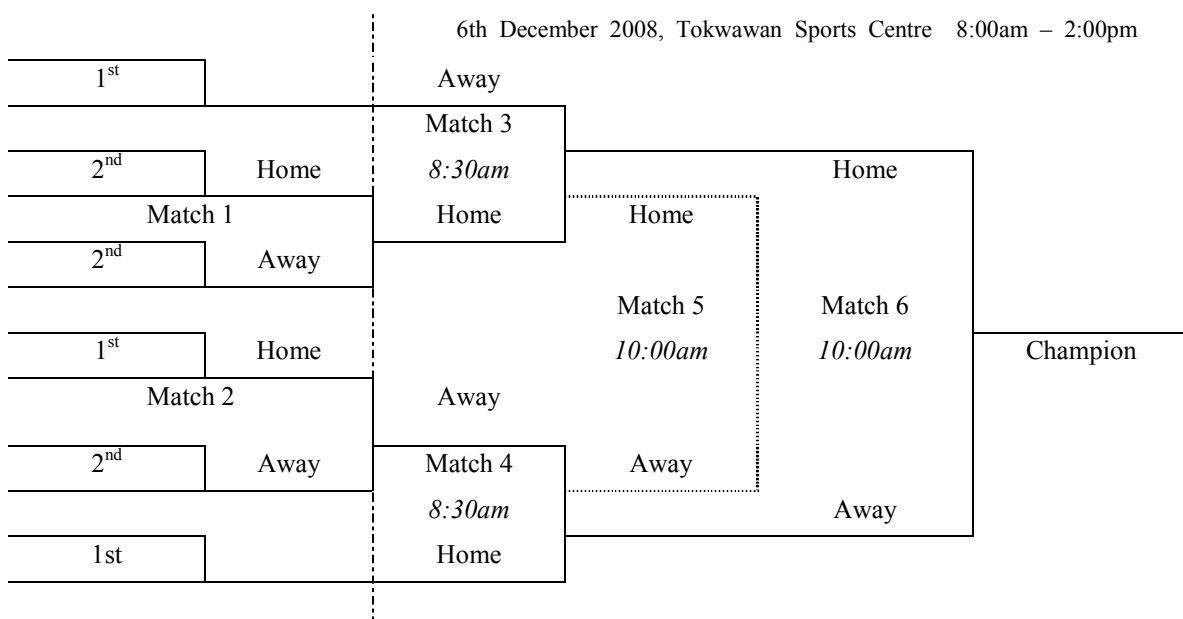 6th December 2008, Tokwawan Sports Centre 8:00am – 2:00pm
1st Away
Match 3
2nd Home 8:30am Home
Match 1 Home Home
2nd Away
Match 5 Match 6
1st Home 10:00am 10:00am Champion
Match 2 Away
2nd Away Match 4 Away
8:30am Away
1st Home